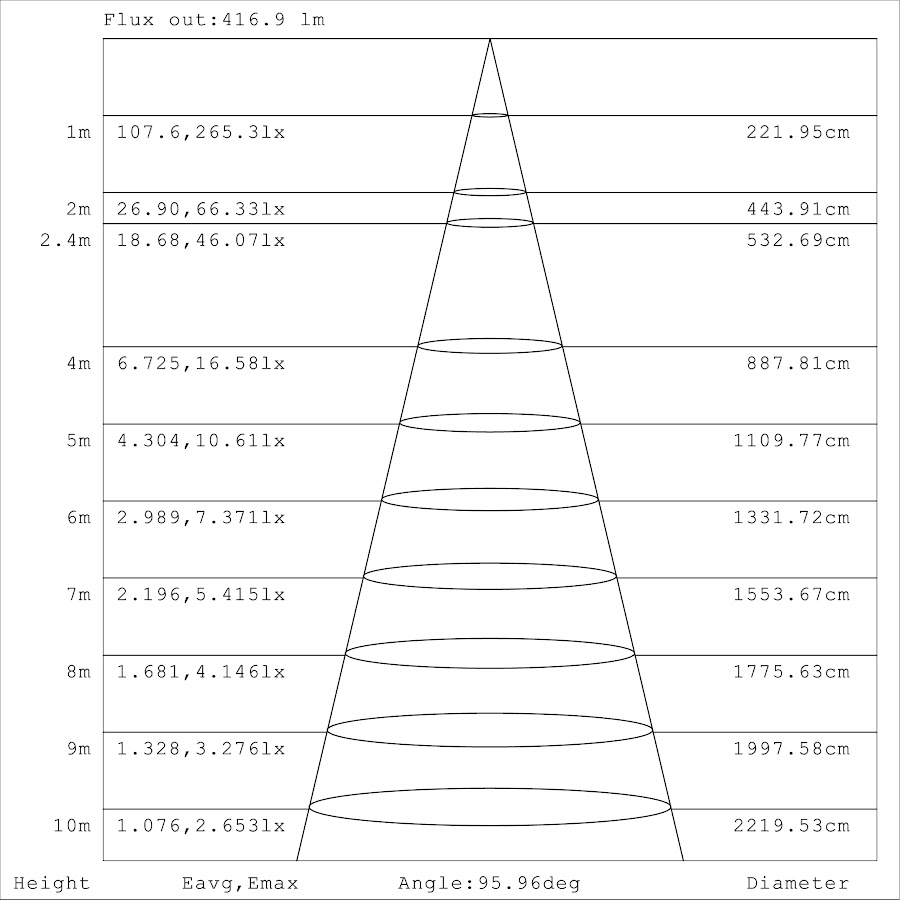 Flux out:416.9 lm
1m 107.6,265.3lx 221.95cm
2m 26.90,66.33lx 443.91cm
2.4m 18.68,46.07lx 532.69cm
4m 6.725,16.58lx 887.81cm
5m 4.304,10.61lx 1109.77cm
6m 2.989,7.371lx 1331.72cm
7m 2.196,5.415lx 1553.67cm
8m 1.681,4.146lx 1775.63cm
9m 1.328,3.276lx 1997.58cm
10m 1.076,2.653lx 2219.53cm
Height Eavg,Emax Angle:95.96deg Diameter